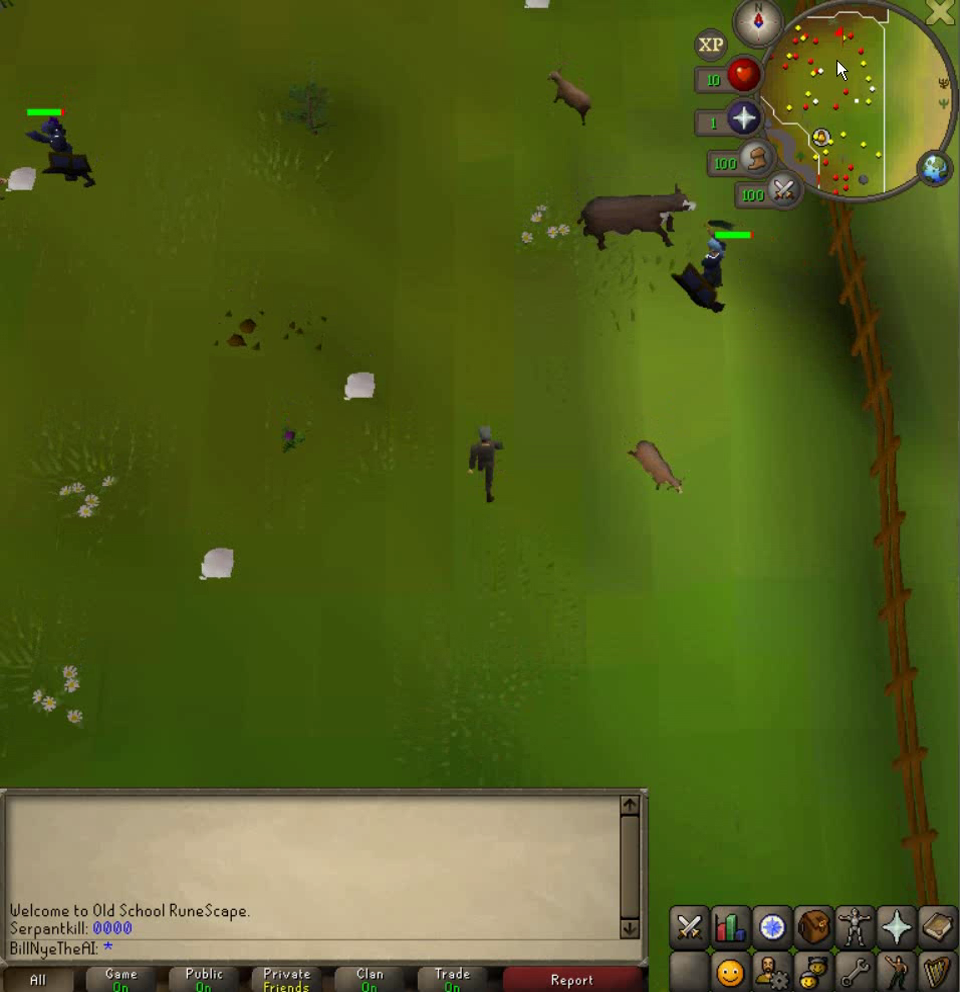 N
XP
10
1
100
100
Welcome to Old School RuneScape.
Serpantkill: 0000
BillNyeTheAI: *
All
Game
On
Public
On
Private
Friends
Clan
On
Trade
On
Report